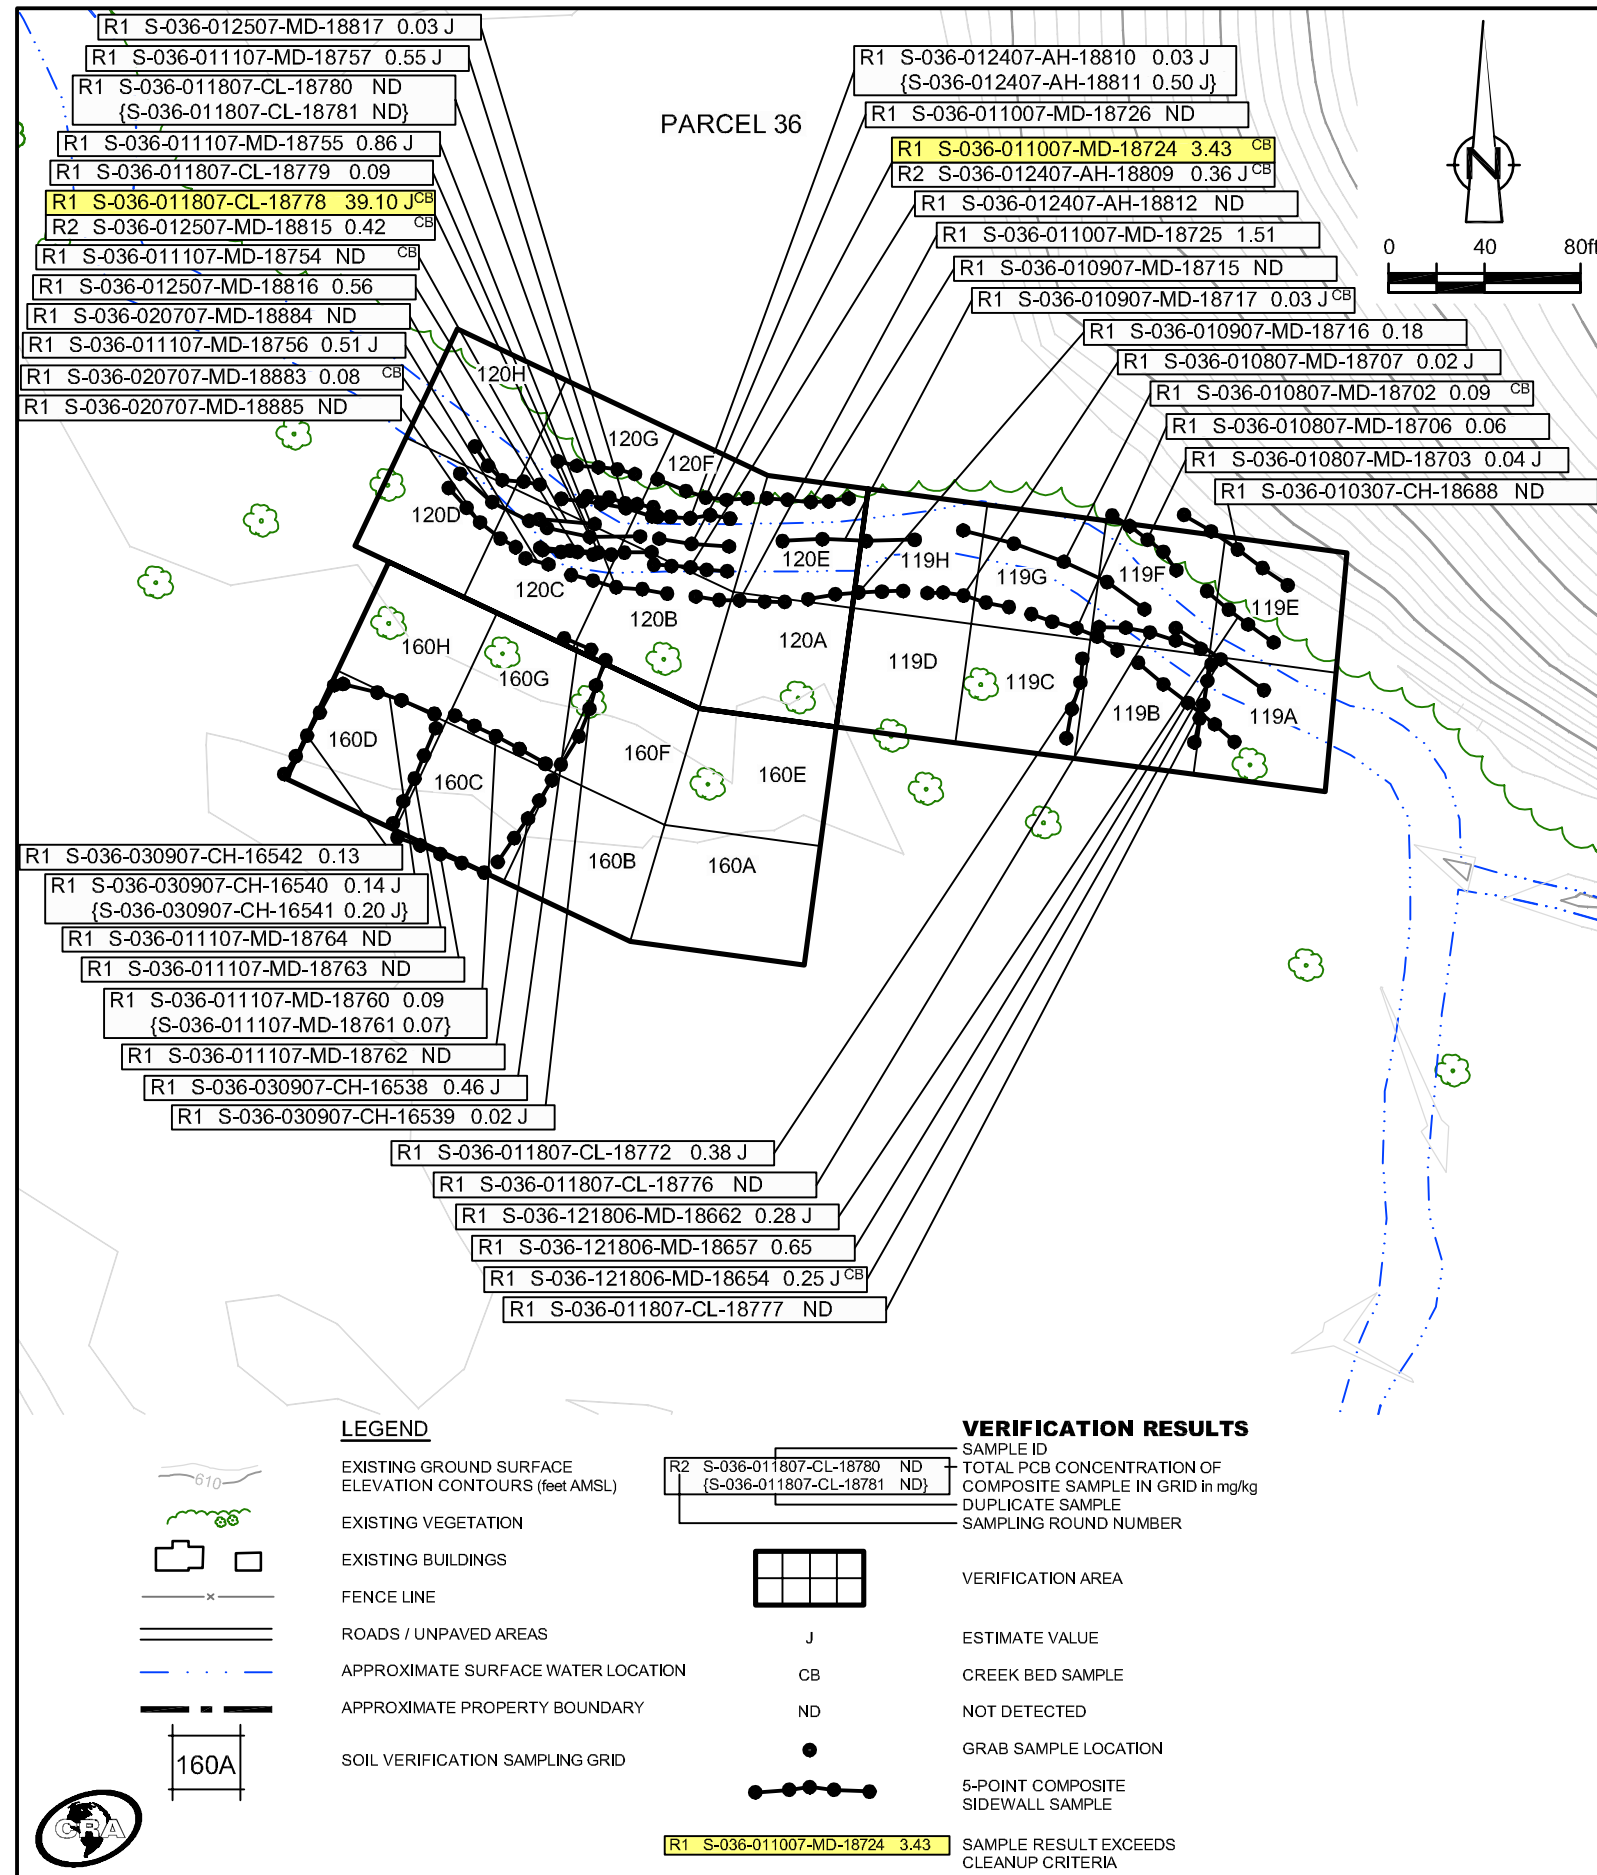 R1 S-036-012507-MD-18817 0.03 J
R1 S-036-011107-MD-18757 0.55 J
R1 S-036-011807-CL-18780 ND
{S-036-011807-CL-18781 ND}
R1 S-036-011107-MD-18755 0.86 J
R1 S-036-011807-CL-18779 0.09
R1 S-036-011807-CL-18778 39.10 J CB
R2 S-036-012507-MD-18815 0.42 CB
R1 S-036-011107-MD-18754 ND CB
R1 S-036-012507-MD-18816 0.56
R1 S-036-020707-MD-18884 ND
R1 S-036-011107-MD-18756 0.51 J
R1 S-036-020707-MD-18883 0.08 CB
R1 S-036-020707-MD-18885 ND
PARCEL 36
R1 S-036-012407-AH-18810 0.03 J
{S-036-012407-AH-18811 0.50 J}
R1 S-036-011007-MD-18726 ND
R1 S-036-011007-MD-18724 3.43 CB
R2 S-036-012407-AH-18809 0.36 J CB
R1 S-036-012407-AH-18812 ND
R1 S-036-011007-MD-18725 1.51
R1 S-036-010907-MD-18715 ND
R1 S-036-010907-MD-18717 0.03 J CB
R1 S-036-010907-MD-18716 0.18
R1 S-036-010807-MD-18707 0.02 J
R1 S-036-010807-MD-18702 0.09 CB
R1 S-036-010807-MD-18706 0.06
R1 S-036-010807-MD-18703 0.04 J
R1 S-036-010307-CH-18688 ND
N
0 40 80ft
120H
120G
120F
120D
120E
120C
120B
120A
119H
119G
119F
119E
119D
119C
119B
119A
160H
160G
160F
160E
160D
160C
160B
160A
R1 S-036-030907-CH-16542 0.13
R1 S-036-030907-CH-16540 0.14 J
{S-036-030907-CH-16541 0.20 J}
R1 S-036-011107-MD-18764 ND
R1 S-036-011107-MD-18763 ND
R1 S-036-011107-MD-18760 0.09
{S-036-011107-MD-18761 0.07}
R1 S-036-011107-MD-18762 ND
R1 S-036-030907-CH-16538 0.46 J
R1 S-036-030907-CH-16539 0.02 J
R1 S-036-011807-CL-18772 0.38 J
R1 S-036-011807-CL-18776 ND
R1 S-036-121806-MD-18662 0.28 J
R1 S-036-121806-MD-18657 0.65
R1 S-036-121806-MD-18654 0.25 J CB
R1 S-036-011807-CL-18777 ND
LEGEND
610
EXISTING GROUND SURFACE
ELEVATION CONTOURS (feet AMSL)
EXISTING VEGETATION
EXISTING BUILDINGS
x
FENCE LINE
ROADS / UNPAVED AREAS
APPROXIMATE SURFACE WATER LOCATION
APPROXIMATE PROPERTY BOUNDARY
160A
SOIL VERIFICATION SAMPLING GRID
CRA
VERIFICATION RESULTS
SAMPLE ID
R2 S-036-011807-CL-18780 ND
{S-036-011807-CL-18781 ND}
TOTAL PCB CONCENTRATION OF
COMPOSITE SAMPLE IN GRID in mg/kg
DUPLICATE SAMPLE
SAMPLING ROUND NUMBER
VERIFICATION AREA
J ESTIMATE VALUE
CB CREEK BED SAMPLE
ND NOT DETECTED
GRAB SAMPLE LOCATION
5-POINT COMPOSITE
SIDEWALL SAMPLE
R1 S-036-011007-MD-18724 3.43
SAMPLE RESULT EXCEEDS
CLEANUP CRITERIA